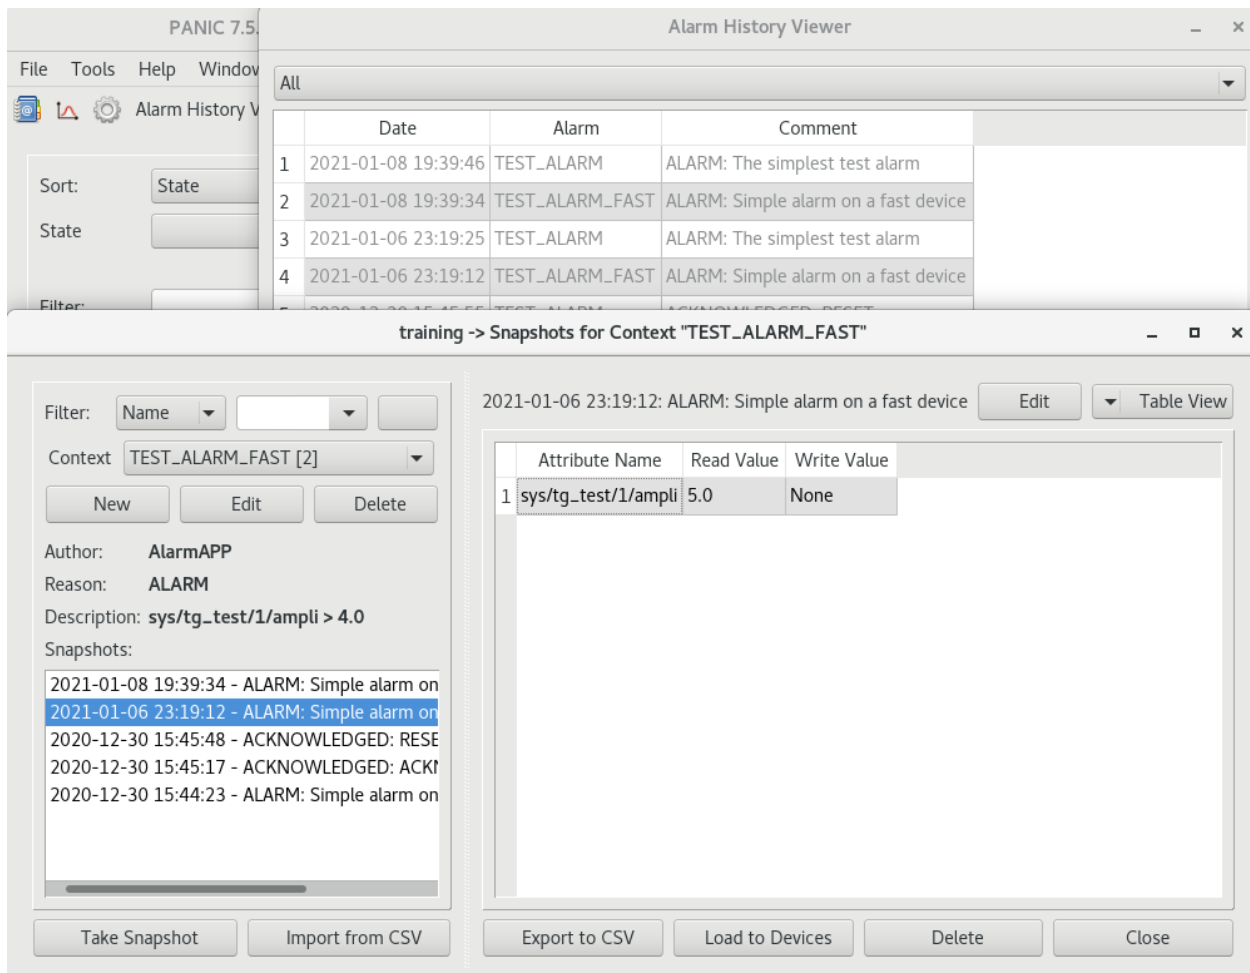 PANIC 7.5.
Alarm History Viewer
File Tools Help Window
All
Alarm History V
Date Alarm Comment
1 2021-01-08 19:39:46 TEST_ALARM ALARM: The simplest test alarm
Sort: State
2 2021-01-08 19:39:34 TEST_ALARM_FAST ALARM: Simple alarm on a fast device
State
3 2021-01-06 23:19:25 TEST_ALARM ALARM: The simplest test alarm
4 2021-01-06 23:19:12 TEST_ALARM_FAST ALARM: Simple alarm on a fast device
Filter:
training -> Snapshots for Context "TEST_ALARM_FAST"
Filter: Name
Context TEST_ALARM_FAST [2]
New Edit Delete
Author: AlarmAPP
Reason: ALARM
Description: sys/tg_test/1/ampli > 4.0
Snapshots:
2021-01-08 19:39:34 - ALARM: Simple alarm on
2021-01-06 23:19:12 - ALARM: Simple alarm on
2020-12-30 15:45:48 - ACKNOWLEDGED: RESE
2020-12-30 15:45:17 - ACKNOWLEDGED: ACK
2020-12-30 15:44:23 - ALARM: Simple alarm on
Take Snapshot Import from CSV
2021-01-06 23:19:12: ALARM: Simple alarm on a fast device Edit Table View
Attribute Name Read Value Write Value
1 sys/tg_test/1/ampli 5.0 None
Export to CSV Load to Devices Delete Close